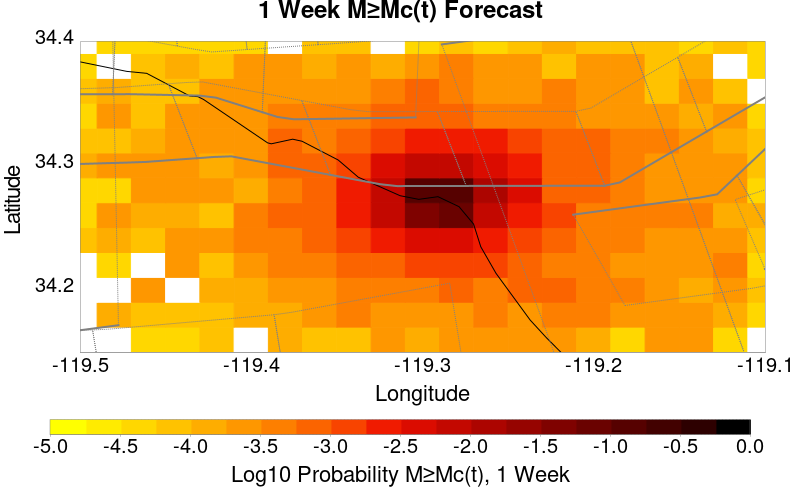 1 Week M≥Mc(t) Forecast
34.4
34.3
34.2
Latitude
-119.5 -119.4 -119.3 -119.2 -119.1
Longitude
-5.0 -4.5 -4.0 -3.5 -3.0 -2.5 -2.0 -1.5 -1.0 -0.5 0.0
Log10 Probability M≥Mc(t), 1 Week